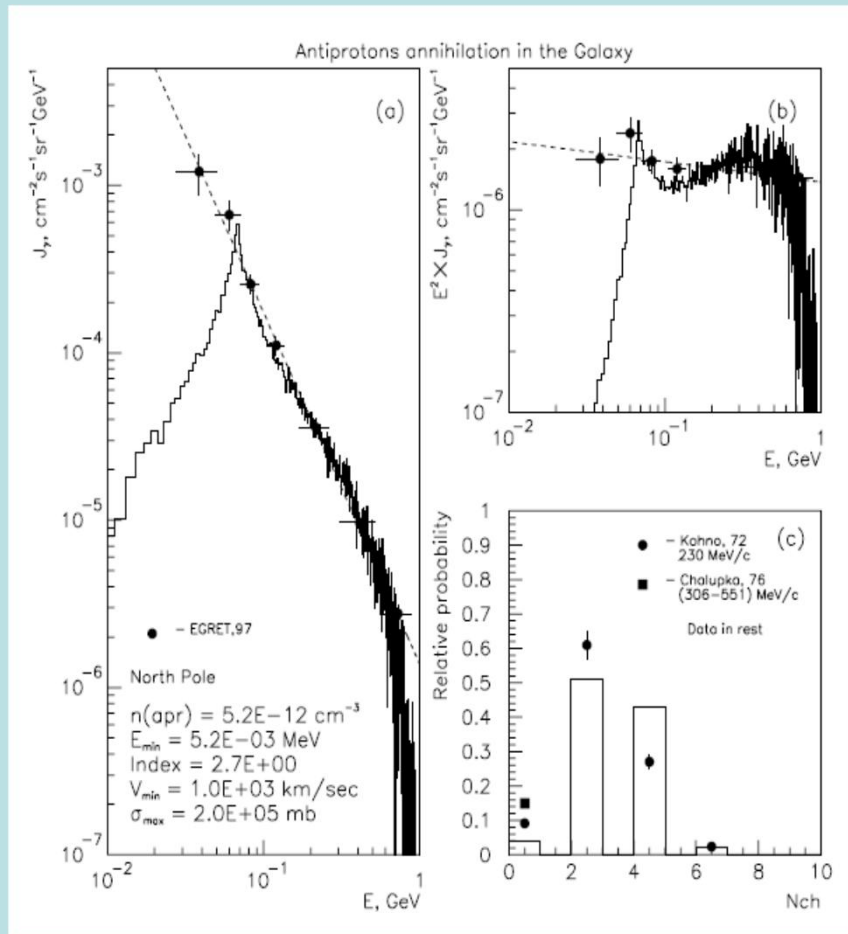 Antiprotons annihilation in the Galaxy
(a)
J_γ, cm⁻²s⁻¹sr⁻¹GeV⁻¹
10⁻³
10⁻⁴
10⁻⁵
10⁻⁶
10⁻⁷
● – EGRET,97
North Pole
n(apr) = 5.2E−12 cm⁻³
E_min = 5.2E−03 MeV
Index = 2.7E+00
V_min = 1.0E+03 km/sec
σ_max = 2.0E+05 mb
10⁻² 10⁻¹ 1
E, GeV
(b)
E²×J_γ, cm⁻²s⁻¹sr⁻¹GeV⁻¹
10⁻⁶
10⁻⁷
10⁻² 10⁻¹ 1
E, GeV
(c)
Relative probability
1
0.9
0.8
0.7
0.6
0.5
0.4
0.3
0.2
0.1
0
● – Kohno, 72
230 MeV/c
■ – Chalupka, 76
(306–551) MeV/c
Data in rest
0 2 4 6 8 10
Nch